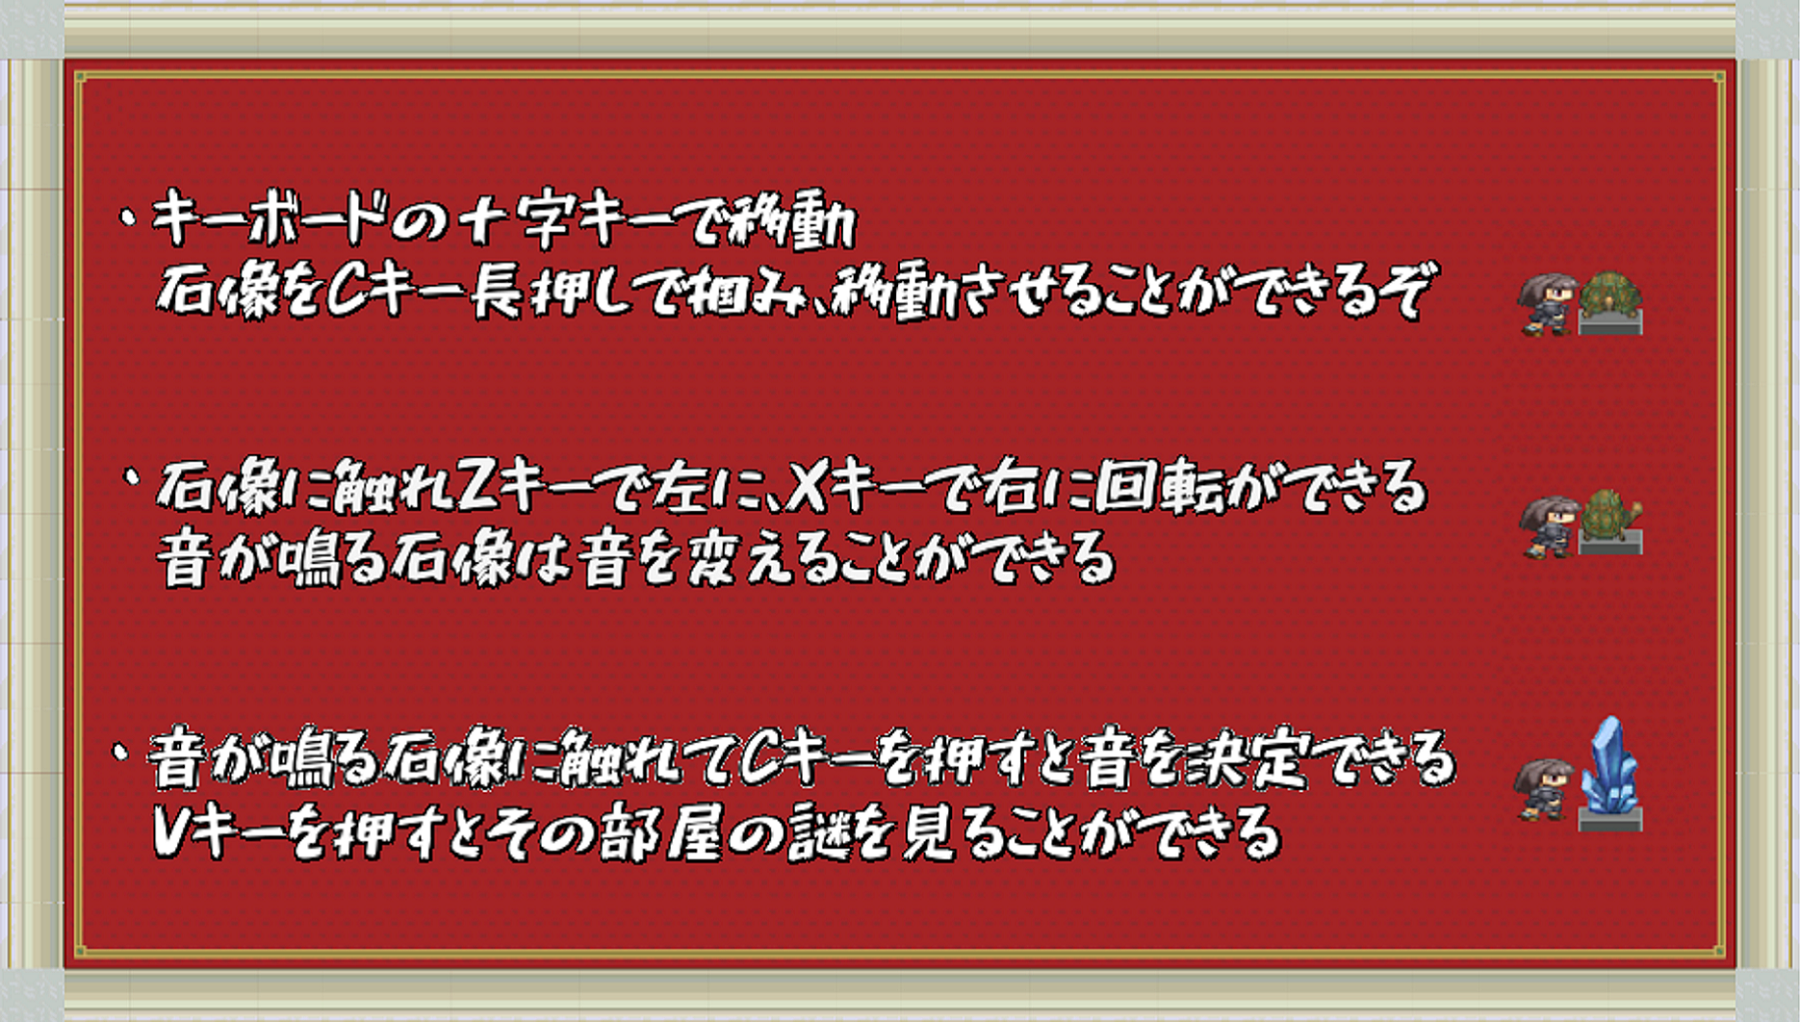 ・キーボードの十字キーで移動
石像をCキー長押しで掴み、移動させることができるぞ
・石像に触れZキーで左に、Xキーで右に回転ができる
音が鳴る石像は音を変えることができる
・音が鳴る石像に触れてCキーを押すと音を決定できる
Vキーを押すとその部屋の謎を見ることができる